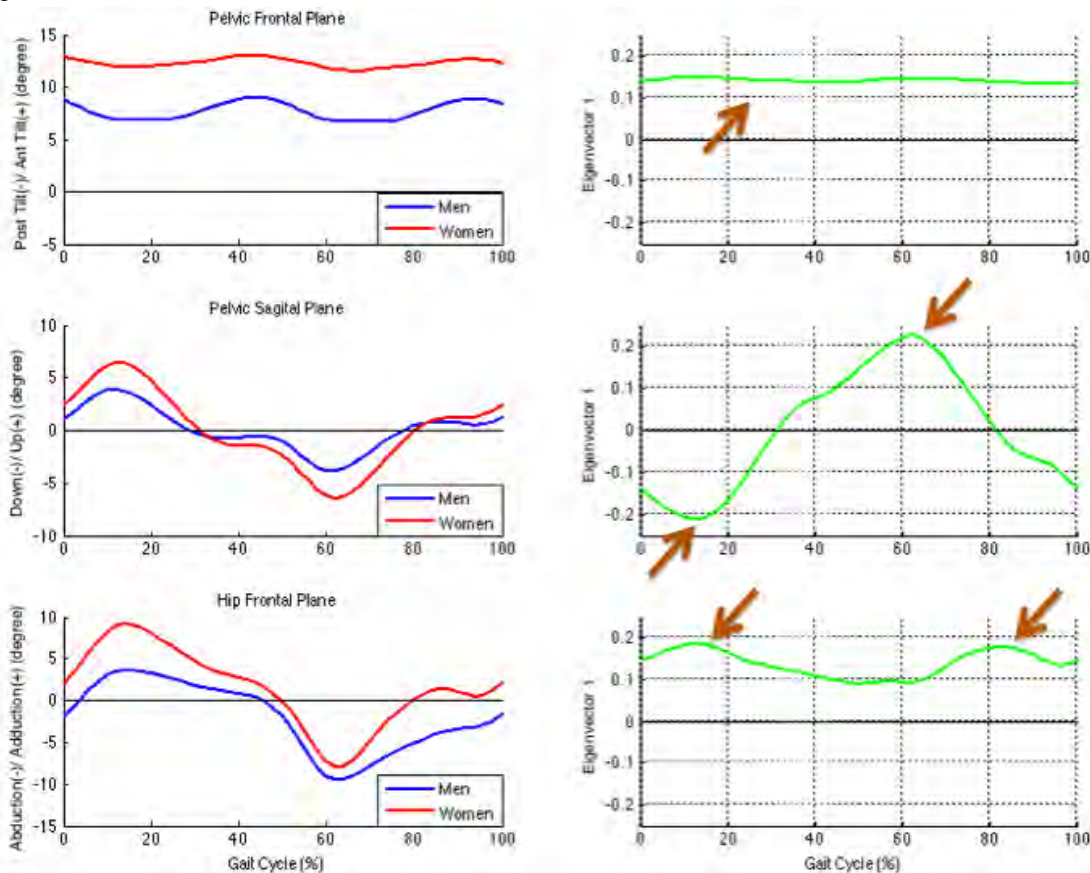 Pelvic Frontal Plane
Post Tilt(-)/ Ant Tilt(+) (degree)
15
10
5
0
-5
0 20 40 60 80 100
Men
Women
Eigenvector 1
0.2
0.1
0
-0.1
-0.2
0 20 40 60 80 100
Pelvic Sagital Plane
Down(-)/ Up(+) (degree)
10
5
0
-5
-10
0 20 40 60 80 100
Men
Women
Eigenvector 1
0.2
0.1
0
-0.1
-0.2
0 20 40 60 80 100
Hip Frontal Plane
Abduction(-)/ Adduction(+) (degree)
10
5
0
-5
-10
-15
0 20 40 60 80 100
Gait Cycle (%)
Men
Women
Eigenvector 1
0.2
0.1
0
-0.1
-0.2
0 20 40 60 80 100
Gait Cycle (%)